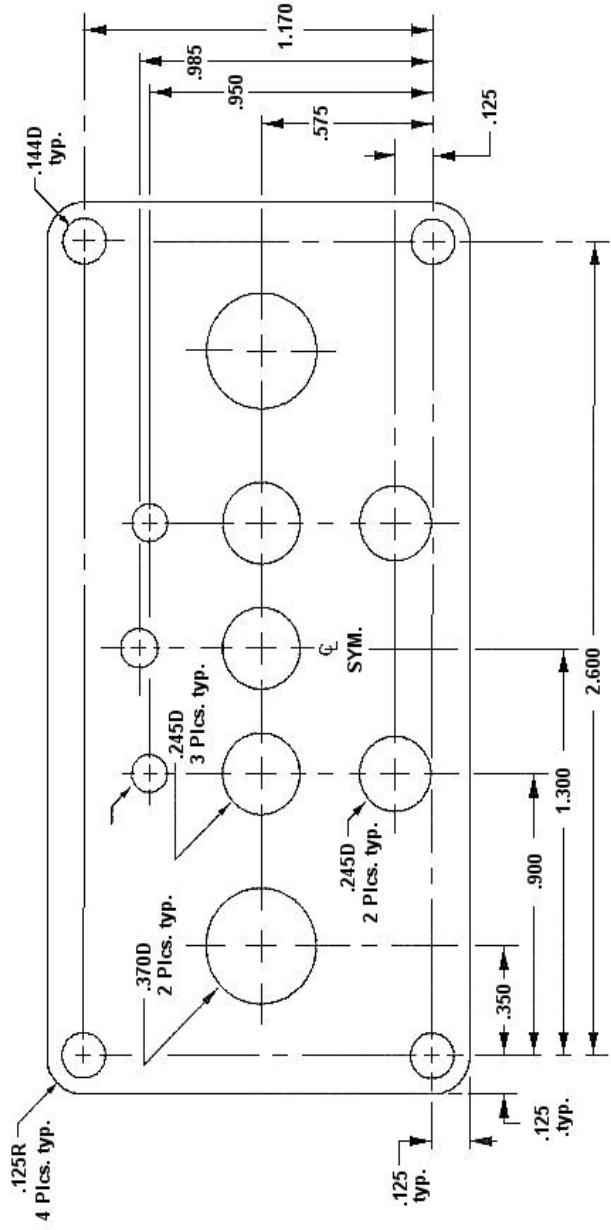 .125R
4 Plcs. typ.
.144D
typ.
.985
.950
1.170
.575
.125
.370D
2 Plcs. typ.
.245D
3 Plcs. typ.
℄
SYM.
.245D
2 Plcs. typ.
.125
typ.
.125
.typ.
.350
.900
1.300
2.600